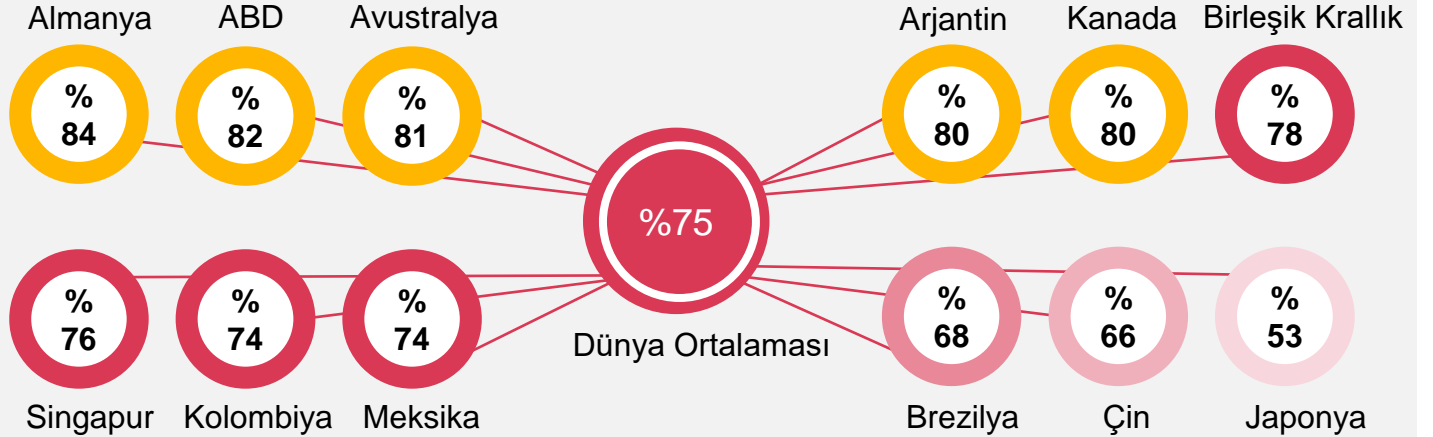 Almanya
ABD
Avustralya
Arjantin
Kanada
Birleşik Krallık
%
84
%
82
%
81
%
80
%
80
%
78
%75
Dünya Ortalaması
%
76
%
74
%
74
%
68
%
66
%
53
Singapur
Kolombiya
Meksika
Brezilya
Çin
Japonya